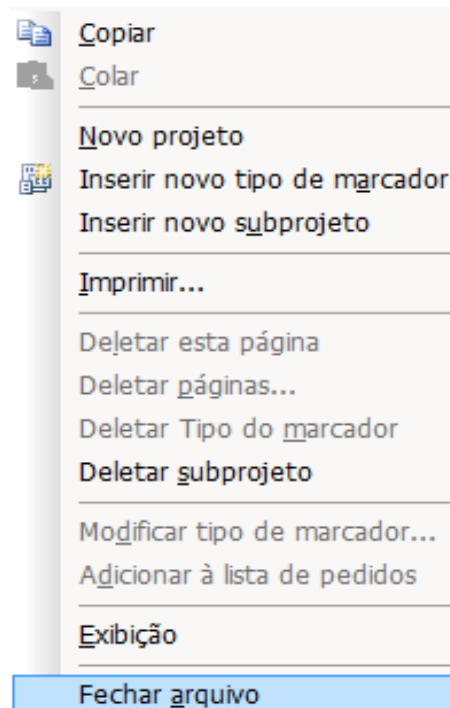 Copiar
Colar
Novo projeto
Inserir novo tipo de marcador
Inserir novo subprojeto
Imprimir...
Deletar esta página
Deletar páginas...
Deletar Tipo do marcador
Deletar subprojeto
Modificar tipo de marcador...
Adicionar à lista de pedidos
Exibição
Fechar arquivo